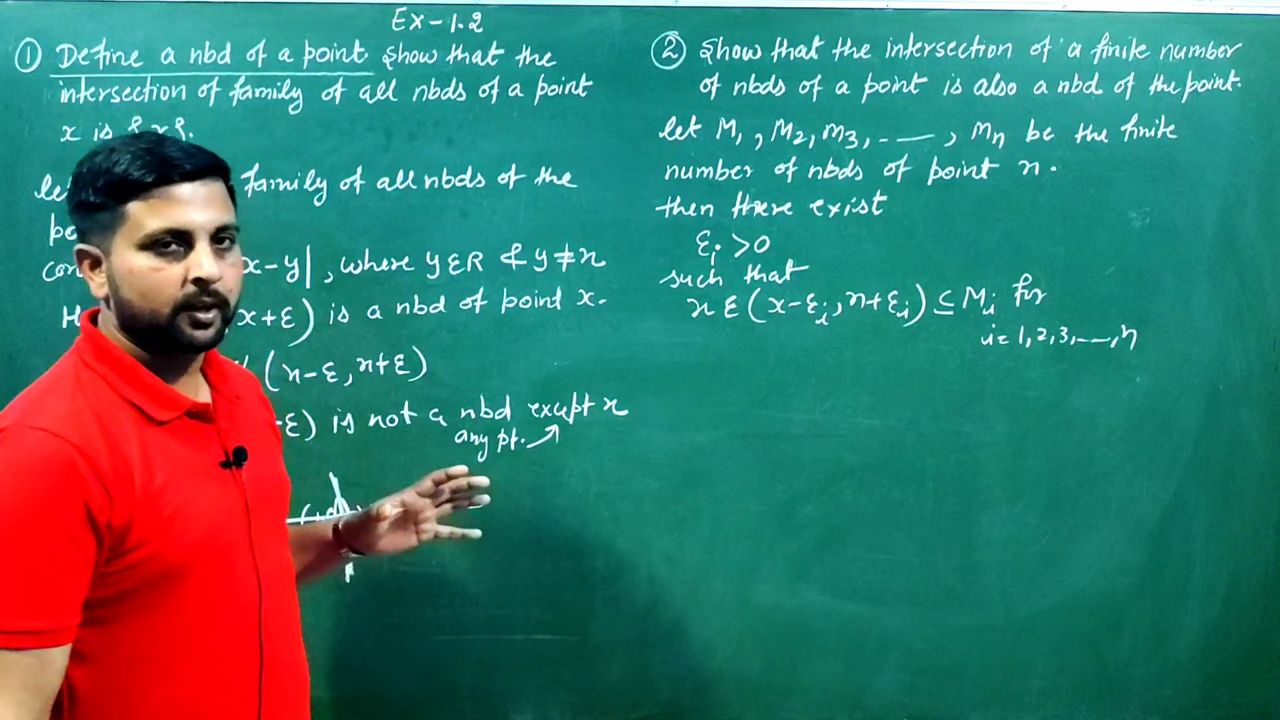 Ex-1.2
① Define a nbd of a point. Show that the
intersection of family of all nbds of a point
x is {x}.
let family of all nbds of the
x-y|, where y∈R & y≠x
x+ε) is a nbd of point x.
(x-ε, x+ε)
ε) is not a nbd except x
any pt.
② Show that the intersection of a finite number
of nbds of a point is also a nbd of the point.
let M₁, M₂, M₃, ----, Mₙ be the finite
number of nbds of point x.
then there exist
εᵢ > 0
such that
x ∈ (x-εᵢ, x+εᵢ) ⊆ Mᵢ for
i=1,2,3,---,n